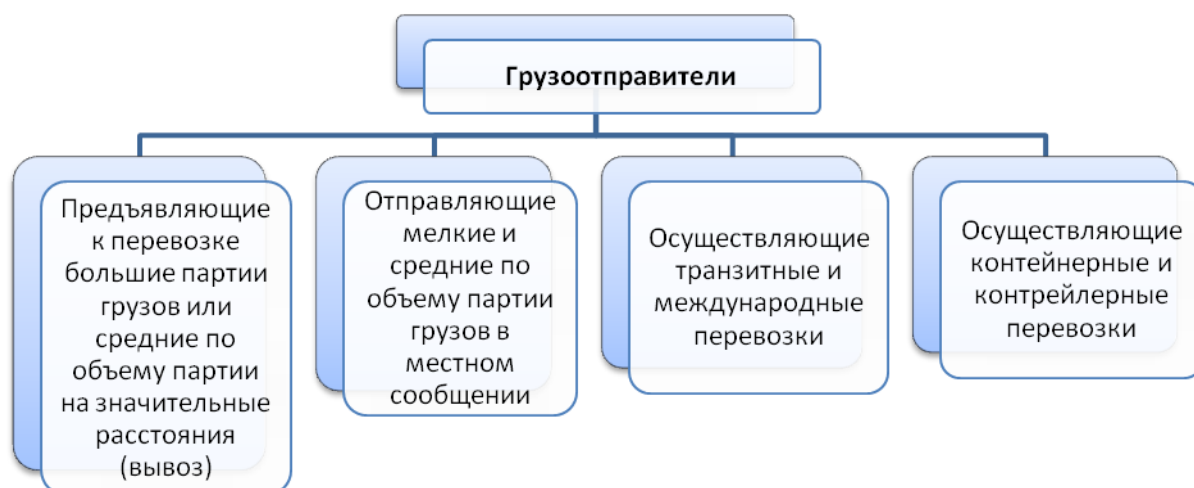 Грузоотправители
Предъявляющие
к перевозке
большие партии
грузов или
средние по
объему партии
на значительные
расстояния
(вывоз)
Отправляющие
мелкие и
средние по
объему партии
грузов в
местном
сообщении
Осуществляющие
транзитные и
международные
перевозки
Осуществляющие
контейнерные и
контрейлерные
перевозки